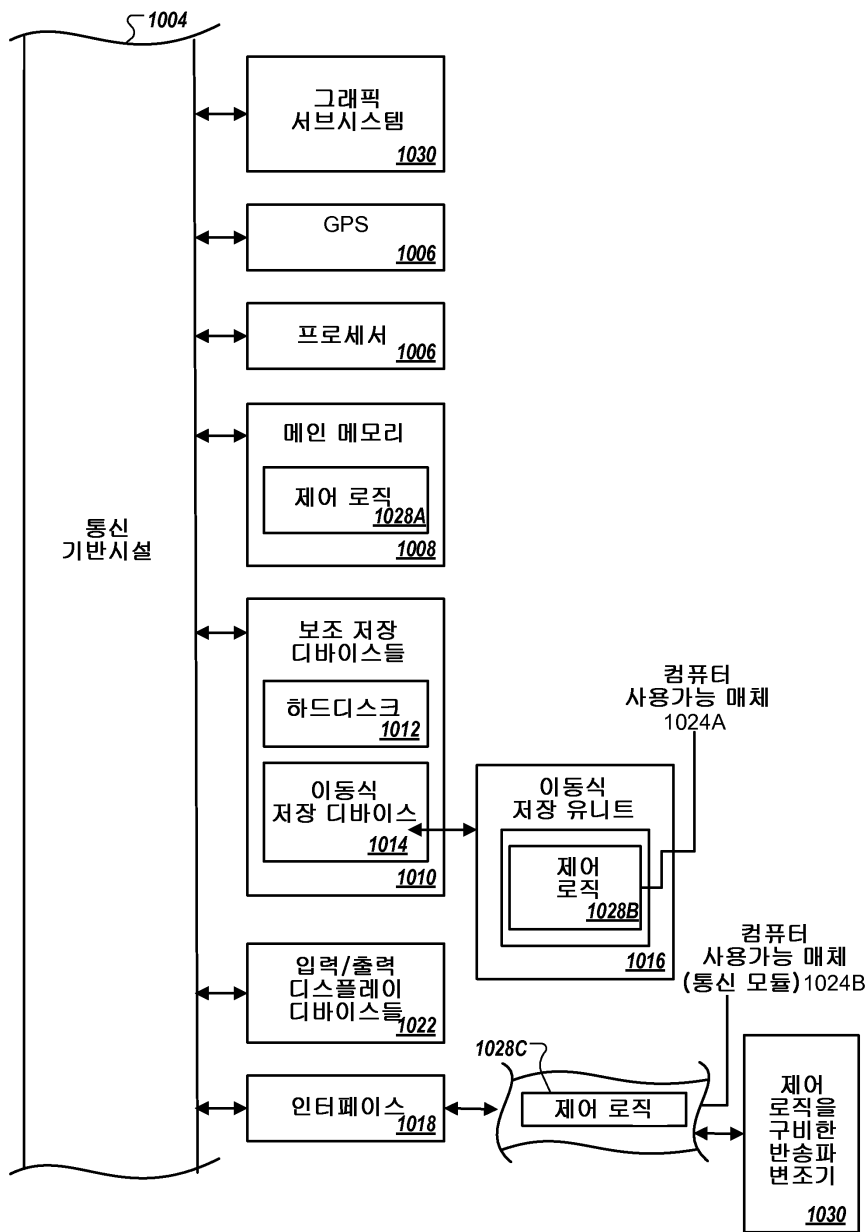 1004
그래픽
서브시스템
1030
GPS
1006
프로세서
1006
메인 메모리
제어 로직
1028A
1008
통신
기반시설
보조 저장
디바이스들
하드디스크
1012
이동식
저장 디바이스
1014
1010
컴퓨터
사용가능 매체
1024A
이동식
저장 유니트
제어
로직
1028B
1016
컴퓨터
사용가능 매체
(통신 모듈)1024B
입력/출력
디스플레이
디바이스들
1022
인터페이스
1018
1028C
제어 로직
제어
로직을
구비한
반송파
변조기
1030